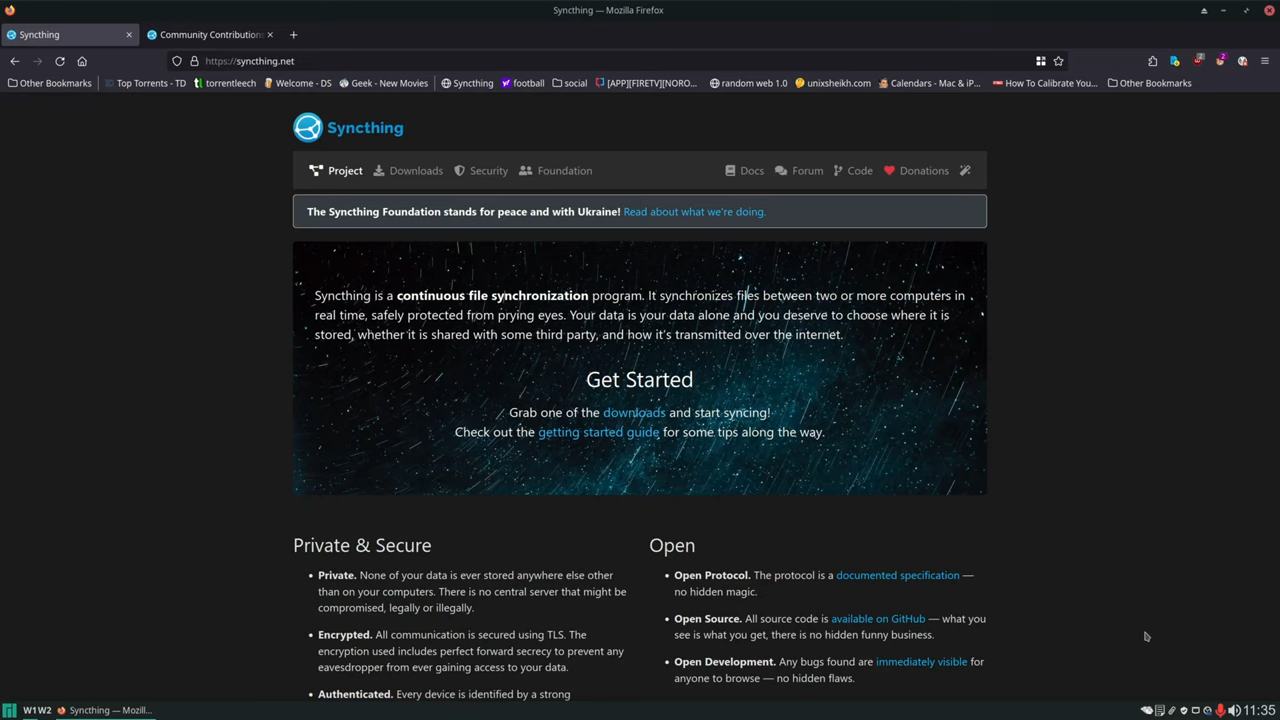 Syncthing — Mozilla Firefox
Syncthing
Community Contributions
https://syncthing.net
Other Bookmarks
Top Torrents - TD
torrentleech
Welcome - DS
Geek - New Movies
Syncthing
football
social
[APP][FIRETV][NORO...
random web 1.0
unixsheikh.com
Calendars - Mac & iP...
How To Calibrate You...
Other Bookmarks
Syncthing
Project Downloads Security Foundation Docs Forum Code Donations
The Syncthing Foundation stands for peace and with Ukraine! Read about what we're doing.
Syncthing is a continuous file synchronization program. It synchronizes files between two or more computers in
real time, safely protected from prying eyes. Your data is your data alone and you deserve to choose where it is
stored, whether it is shared with some third party, and how it's transmitted over the internet.
Get Started
Grab one of the downloads and start syncing!
Check out the getting started guide for some tips along the way.
Private & Secure
• Private. None of your data is ever stored anywhere else other
than on your computers. There is no central server that might be
compromised, legally or illegally.
• Encrypted. All communication is secured using TLS. The
encryption used includes perfect forward secrecy to prevent any
eavesdropper from ever gaining access to your data.
• Authenticated. Every device is identified by a strong
Open
• Open Protocol. The protocol is a documented specification —
no hidden magic.
• Open Source. All source code is available on GitHub — what you
see is what you get, there is no hidden funny business.
• Open Development. Any bugs found are immediately visible for
anyone to browse — no hidden flaws.
W1 W2 Syncthing — Mozill... 11:35